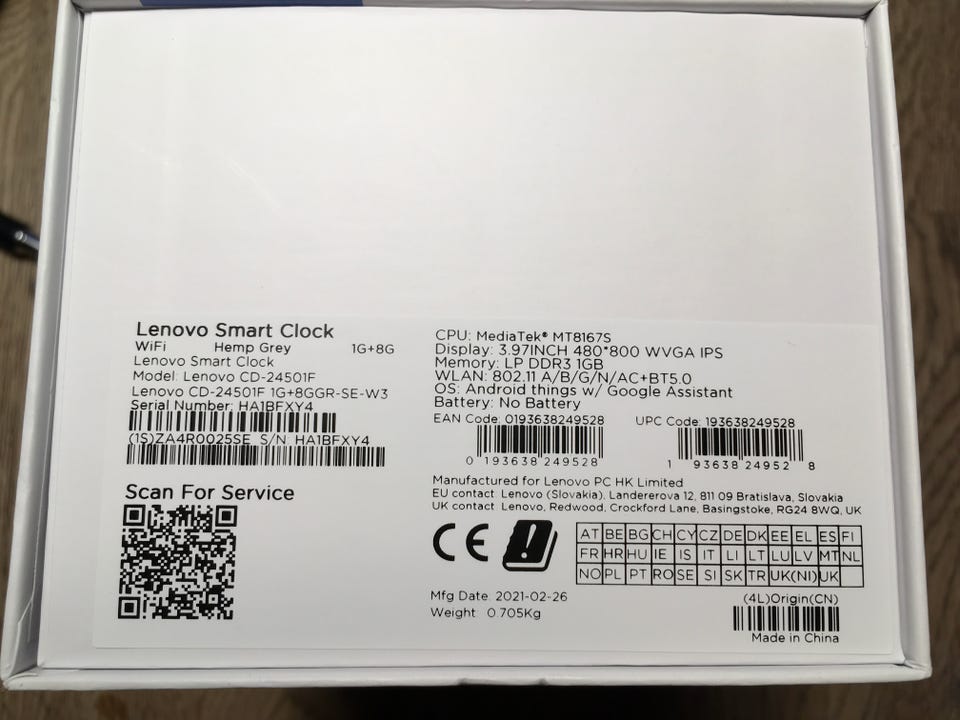 Lenovo Smart Clock
WiFi Hemp Grey 1G+8G
Lenovo Smart Clock
Model: Lenovo CD-24501F
Lenovo CD-24501F 1G+8GGR-SE-W3
Serial Number: HA1BFXY4
(1S)ZA4R0025SE S/N: HA1BFXY4
Scan For Service
CPU: MediaTek® MT8167S
Display: 3.97INCH 480*800 WVGA IPS
Memory: LP DDR3 1GB
WLAN: 802.11 A/B/G/N/AC+BT5.0
OS: Android things w/ Google Assistant
Battery: No Battery
EAN Code: 0193638249528 UPC Code: 193638249528
0 193638 249528 1 93638 24952 8
Manufactured for Lenovo PC HK Limited
EU contact Lenovo (Slovakia), Landererova 12, 811 09 Bratislava, Slovakia
UK contact Lenovo, Redwood, Crockford Lane, Basingstoke, RG24 8WQ, UK
CE
AT BE BG CH CY CZ DE DK EE EL ES FI
FR HR HU IE IS IT LI LT LU LV MT NL
NO PL PT RO SE SI SK TR UK(NI) UK
Mfg Date: 2021-02-26
Weight: 0.705Kg
(4L)Origin(CN)
Made in China